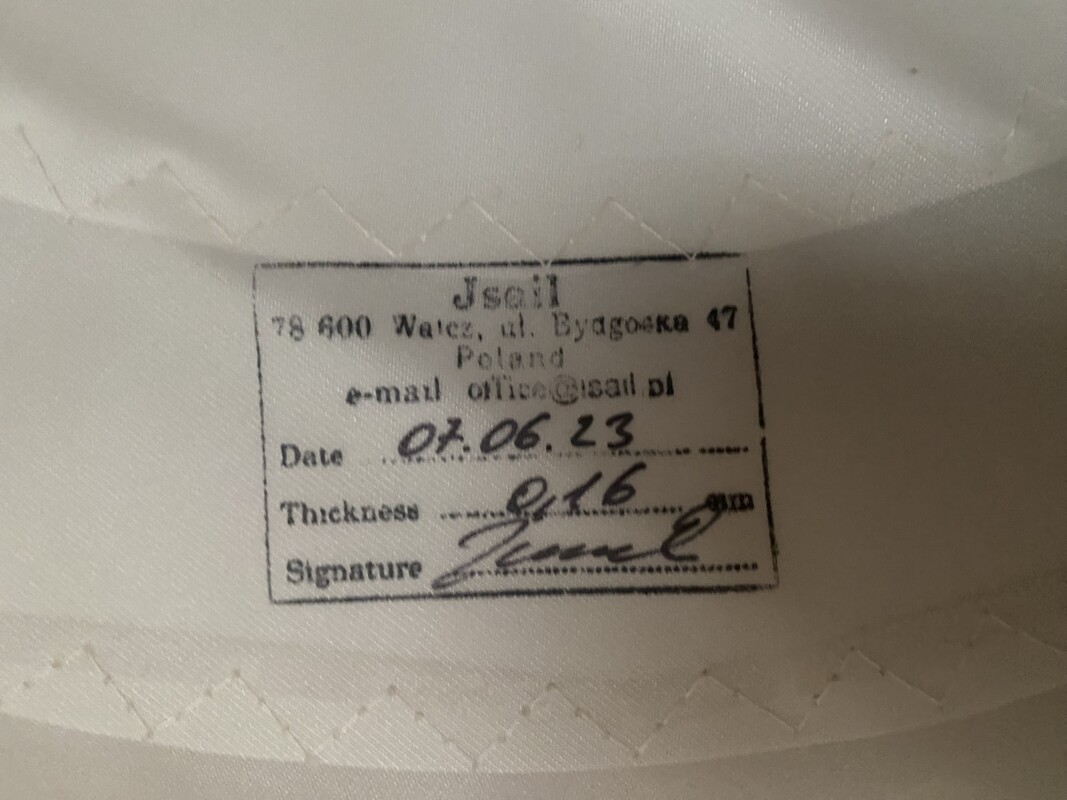 Jsail
78 600 Wałcz, ul. Bydgoska 47
Poland
e-mail office@jsail.pl
Date 07.06.23
Thickness 0,16 mm
Signature